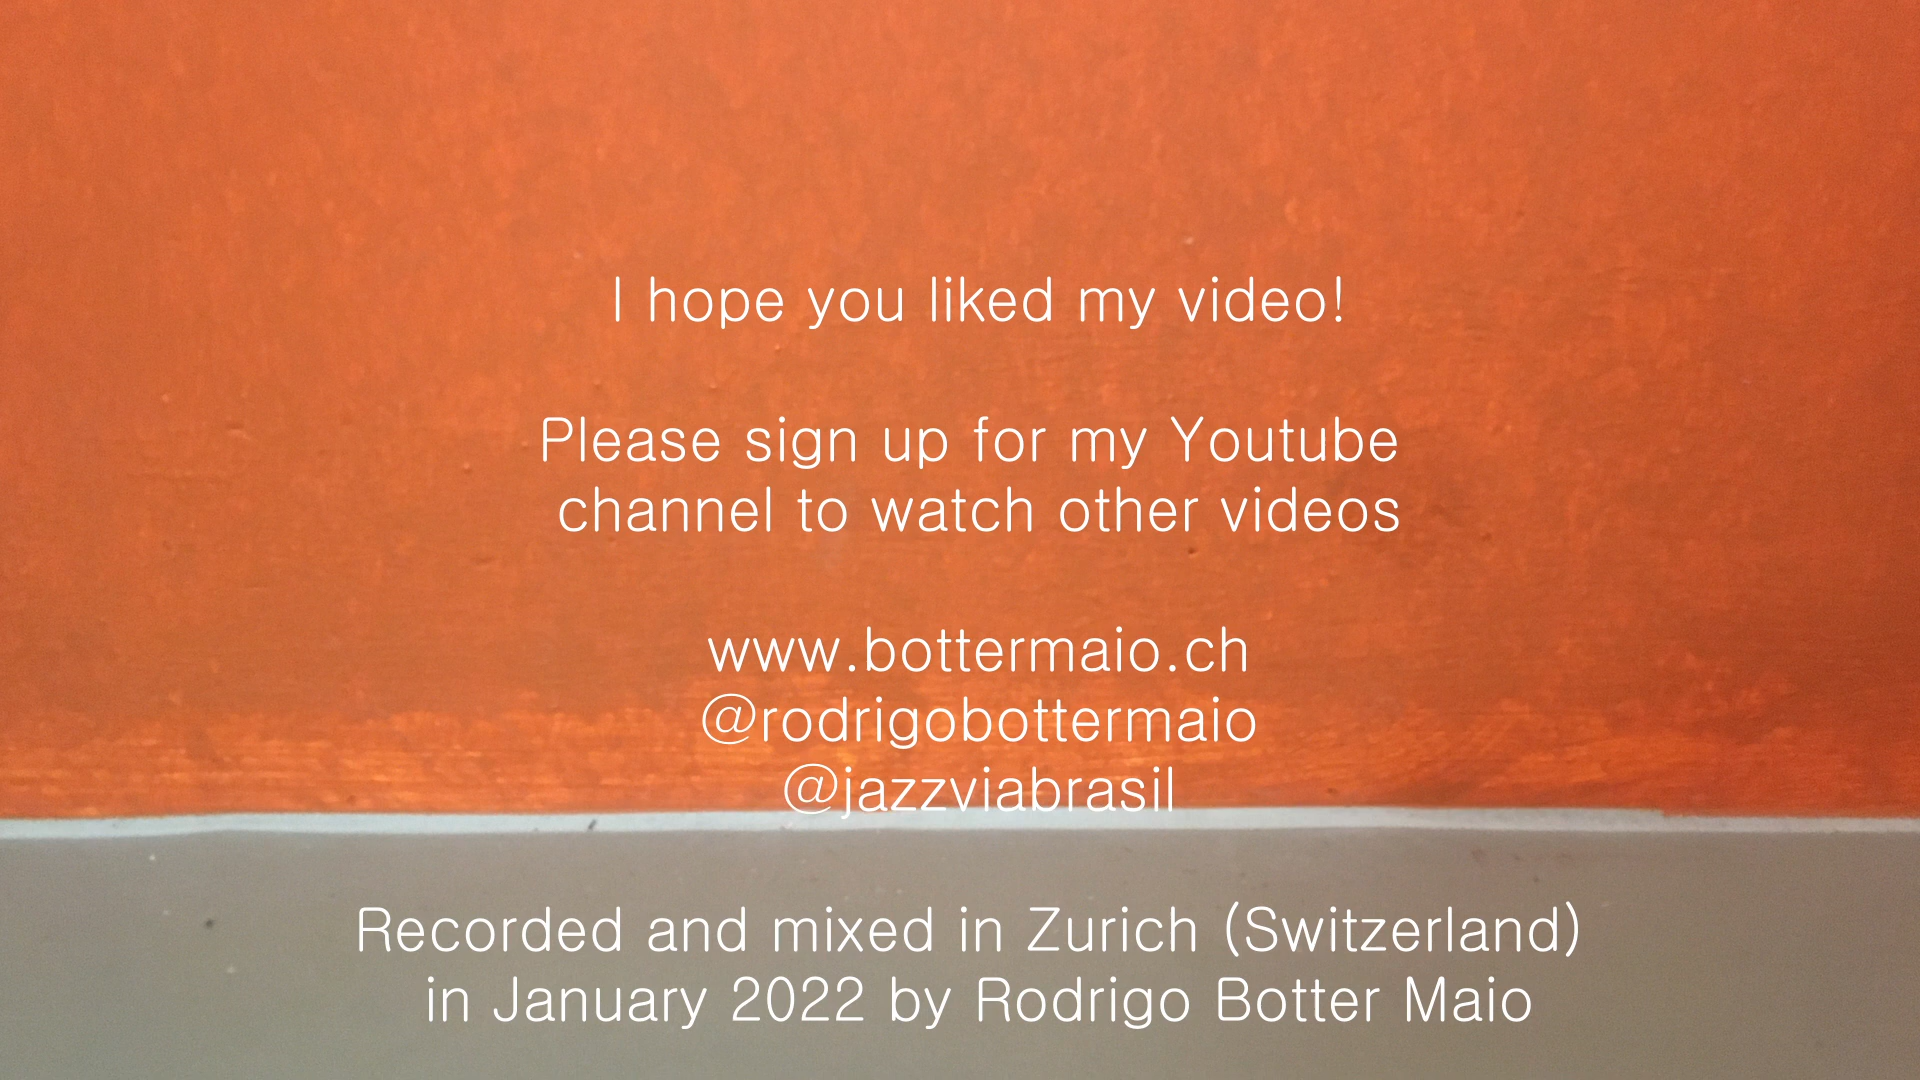 I hope you liked my video!
Please sign up for my Youtube
channel to watch other videos
www.bottermaio.ch
@rodrigobottermaio
@jazzviabrasil
Recorded and mixed in Zurich (Switzerland)
in January 2022 by Rodrigo Botter Maio